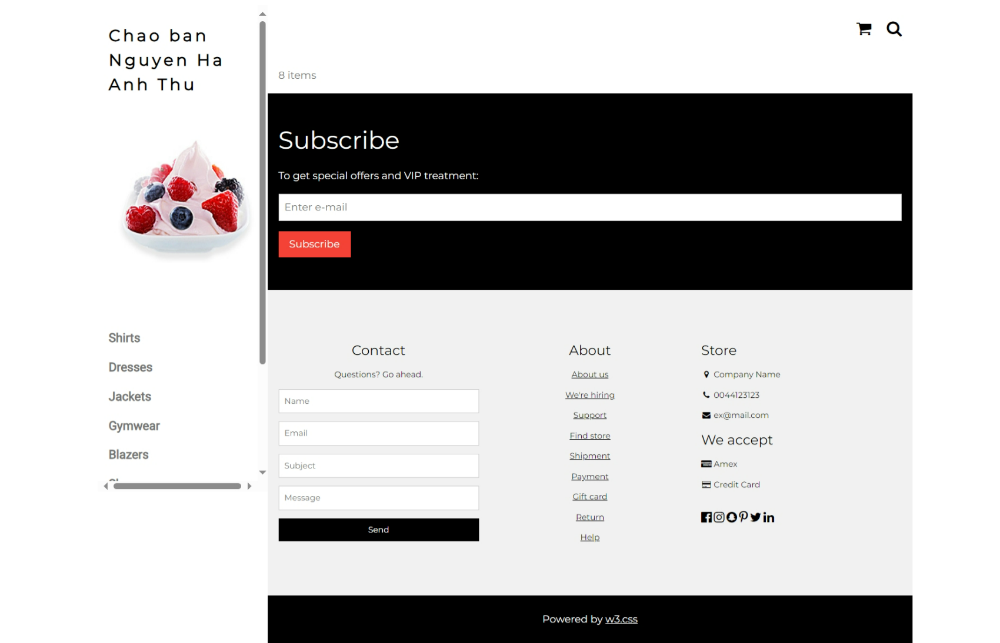 Chao ban
Nguyen Ha
Anh Thu
Shirts
Dresses
Jackets
Gymwear
Blazers
8 items
Subscribe
To get special offers and VIP treatment:
Enter e-mail
Subscribe
Contact
Questions? Go ahead.
Name
Email
Subject
Message
Send
About
About us
We're hiring
Support
Find store
Shipment
Payment
Gift card
Return
Help
Store
Company Name
0044123123
ex@mail.com
We accept
Amex
Credit Card
Powered by w3.css